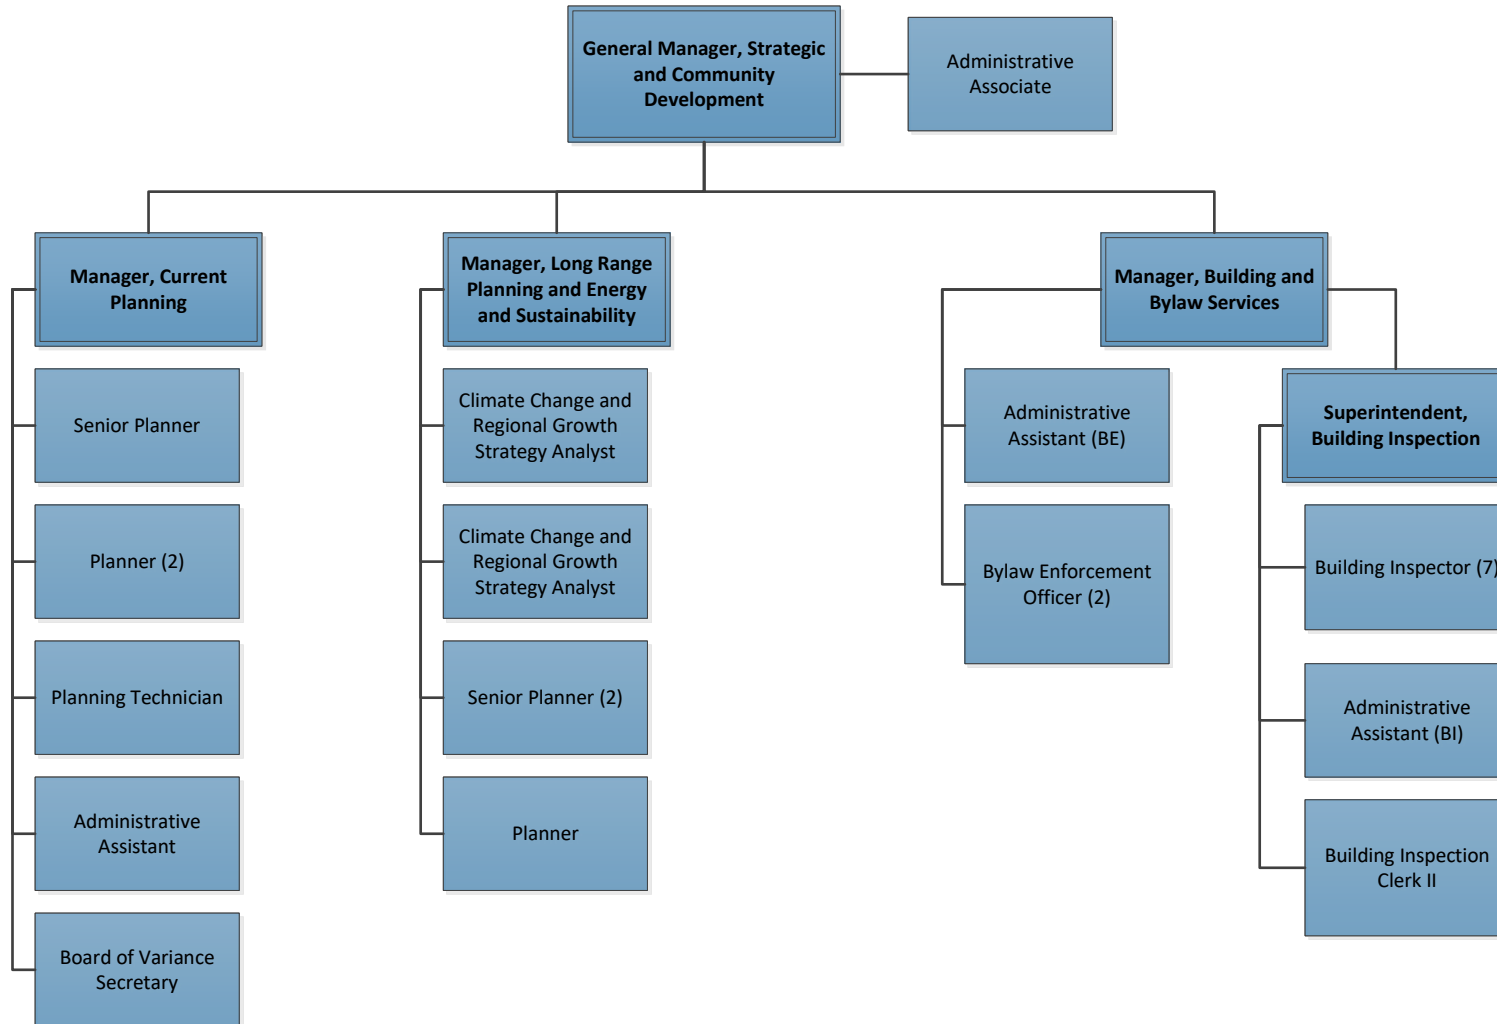 General Manager, Strategic
and Community
Development
Administrative
Associate
Manager, Current
Planning
Senior Planner
Planner (2)
Planning Technician
Administrative
Assistant
Board of Variance
Secretary
Manager, Long Range
Planning and Energy
and Sustainability
Climate Change and
Regional Growth
Strategy Analyst
Climate Change and
Regional Growth
Strategy Analyst
Senior Planner (2)
Planner
Manager, Building and
Bylaw Services
Administrative
Assistant (BE)
Bylaw Enforcement
Officer (2)
Superintendent,
Building Inspection
Building Inspector (7)
Administrative
Assistant (BI)
Building Inspection
Clerk II